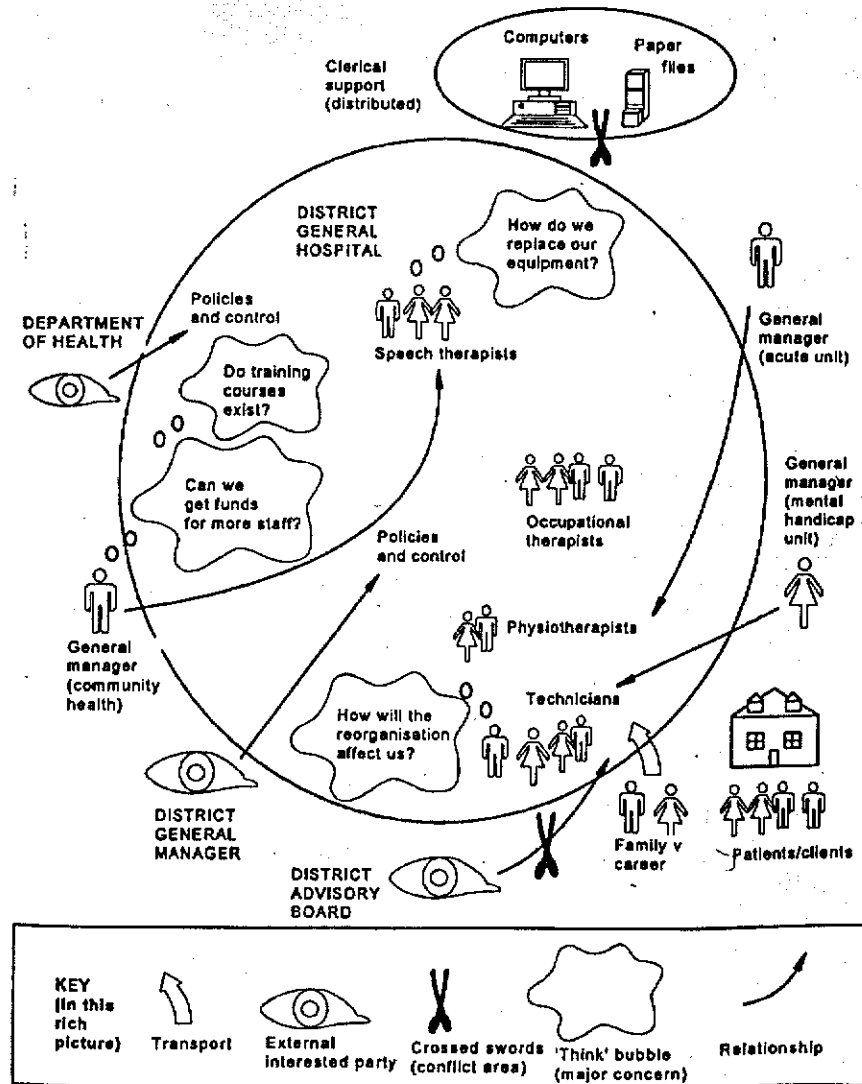 Computers
Paper
files
Clerical
support
(distributed)
DISTRICT
GENERAL
HOSPITAL
How do we
replace our
equipment?
Policies
and control
DEPARTMENT
OF HEALTH
Speech therapists
General
manager
(acute unit)
Do training
courses
exist?
Can we
get funds
for more staff?
General
manager
(mental
handicap
unit)
Occupational
therapists
Policies
and control
General
manager
(community
health)
Physiotherapists
Technicians
How will the
reorganisation
affect us?
DISTRICT
GENERAL
MANAGER
Family v
career
Patients/clients
DISTRICT
ADVISORY
BOARD
KEY
(in this
rich
picture)
Transport
External
interested party
Crossed swords
(conflict area)
'Think' bubble
(major concern)
Relationship